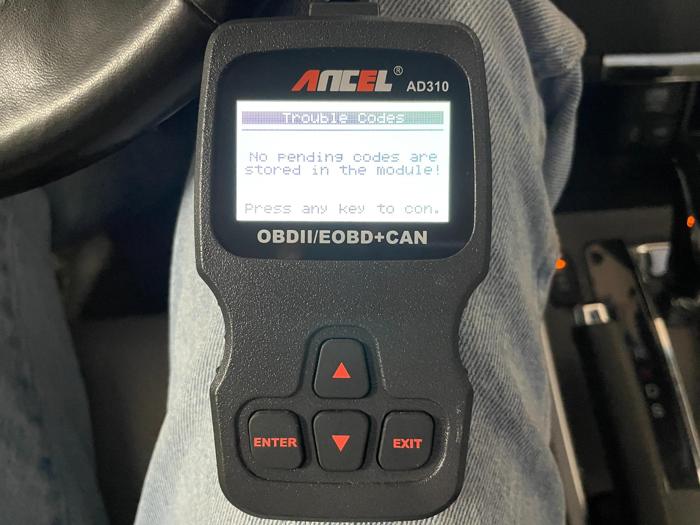 ANCEL® AD310
Trouble Codes
No pending codes are
stored in the module!
Press any key to con.
OBDII/EOBD+CAN
ENTER
EXIT